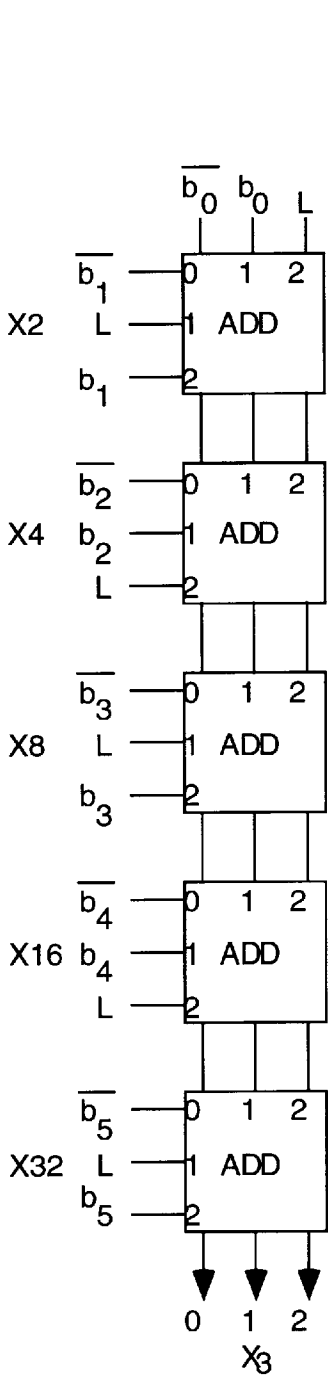 b̅₀ b₀ L
b̅₁ 0 1 2
X2 L 1 ADD
b₁ 2
b̅₂ 0 1 2
X4 b₂ 1 ADD
L 2
b̅₃ 0 1 2
X8 L 1 ADD
b₃ 2
b̅₄ 0 1 2
X16 b₄ 1 ADD
L 2
b̅₅ 0 1 2
X32 L 1 ADD
b₅ 2
0 1 2
X₃